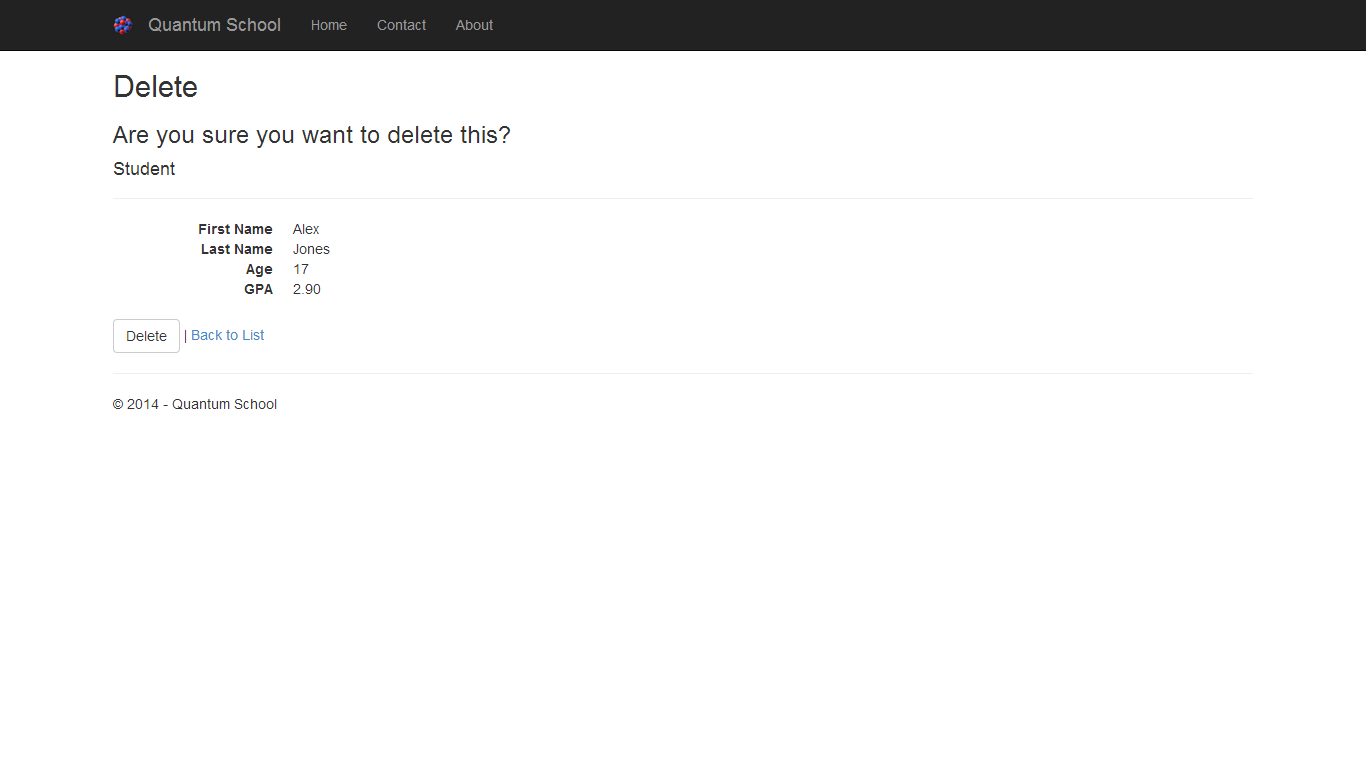 Quantum School Home Contact About
Delete
Are you sure you want to delete this?
Student
First Name Alex
Last Name Jones
Age 17
GPA 2.90
Delete | Back to List
© 2014 - Quantum School